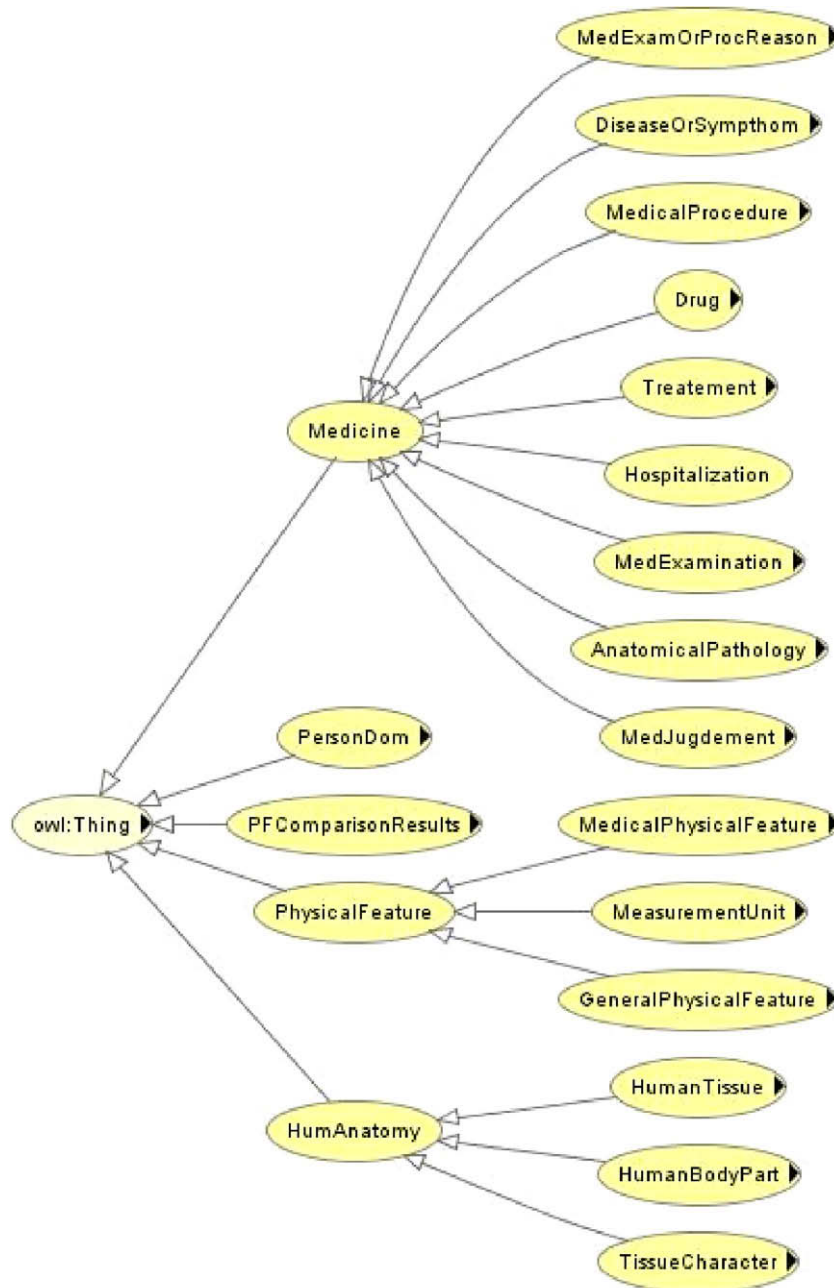 MedExamOrProcReason
DiseaseOrSympthom
MedicalProcedure
Drug
Treatement
Medicine
Hospitalization
MedExamination
AnatomicalPathology
MedJugdement
PersonDom
owl:Thing
PFComparisonResults
MedicalPhysicalFeature
PhysicalFeature
MeasurementUnit
GeneralPhysicalFeature
HumanTissue
HumAnatomy
HumanBodyPart
TissueCharacter